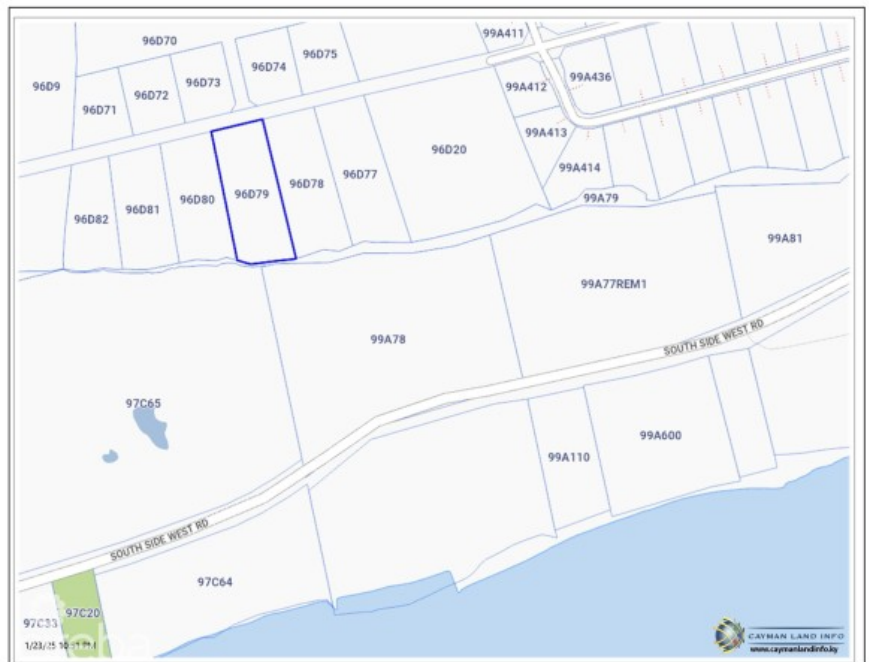 99A411
96D70
96D75
96D74
96D73
99A436
96D9
96D72
99A412
96D71
99A413
96D20
99A414
96D77
96D78
96D79
96D80
99A79
96D81
96D82
99A81
99A77REM1
SOUTH SIDE WEST RD
99A78
97C65
99A600
99A110
SOUTH SIDE WEST RD
97C64
97C20
97C33
1/23/25
CAYMAN LAND INFO
www.caymanlandinfo.ky